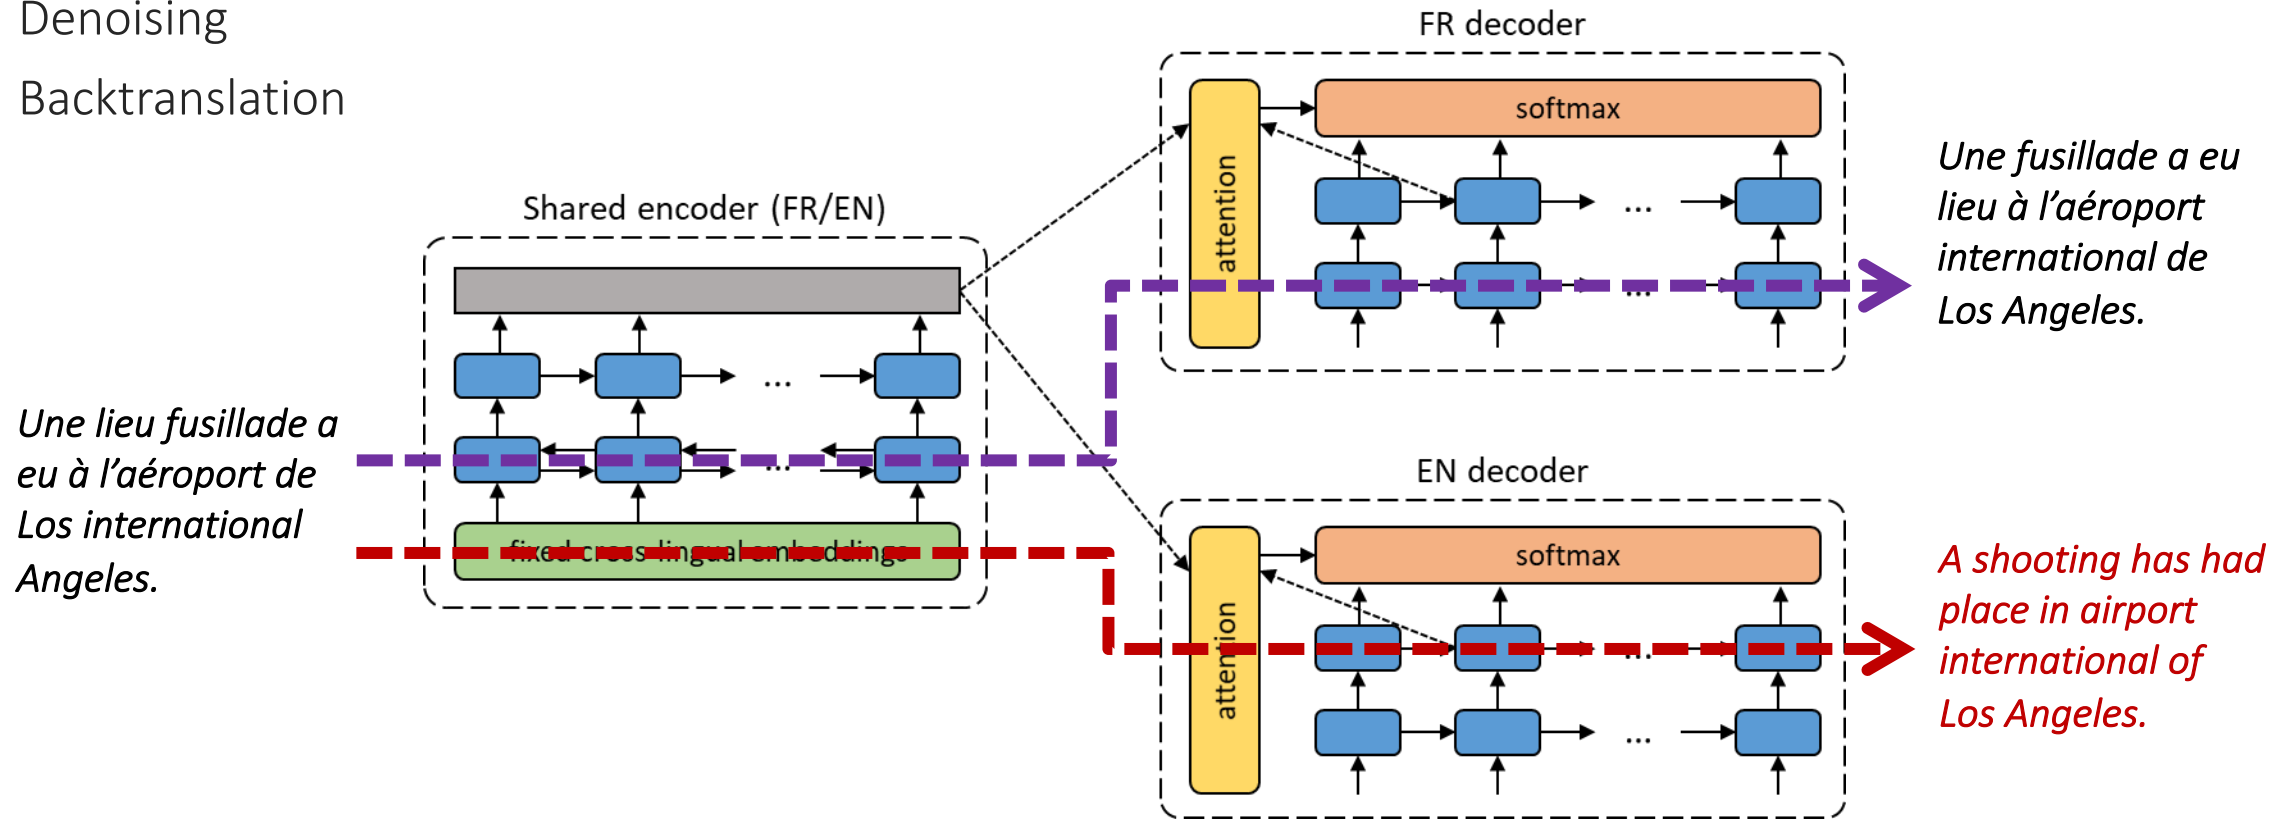 Denoising
Backtranslation
FR decoder
softmax
attention
...
...
Une fusillade a eu
lieu à l’aéroport
international de
Los Angeles.
Shared encoder (FR/EN)
...
...
fixed cross-lingual embeddings
Une lieu fusillade a
eu à l’aéroport de
Los international
Angeles.
EN decoder
softmax
attention
...
...
A shooting has had
place in airport
international of
Los Angeles.